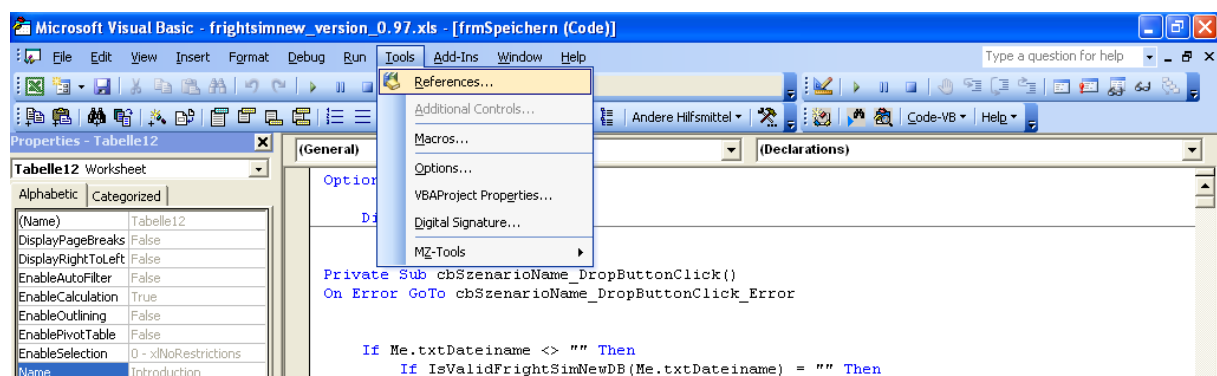 Microsoft Visual Basic - frightsimnew_version_0.97.xls - [frmSpeichern (Code)]
File Edit View Insert Format Debug Run Tools Add-Ins Window Help Type a question for help
References...
Additional Controls...
Andere Hilfsmittel Code-VB Help
Macros...
Options...
VBAProject Properties...
Digital Signature...
MZ-Tools
Properties - Tabelle12
Tabelle12 Worksheet
Alphabetic Categorized
(Name) Tabelle12
DisplayPageBreaks False
DisplayRightToLeft False
EnableAutoFilter False
EnableCalculation True
EnableOutlining False
EnablePivotTable False
EnableSelection 0 - xlNoRestrictions
Name Introduction
(General) (Declarations)
Option
Di
Private Sub cbSzenarioName_DropButtonClick()
On Error GoTo cbSzenarioName_DropButtonClick_Error
If Me.txtDateiname <> "" Then
If IsValidFrightSimNewDB(Me.txtDateiname) = "" Then